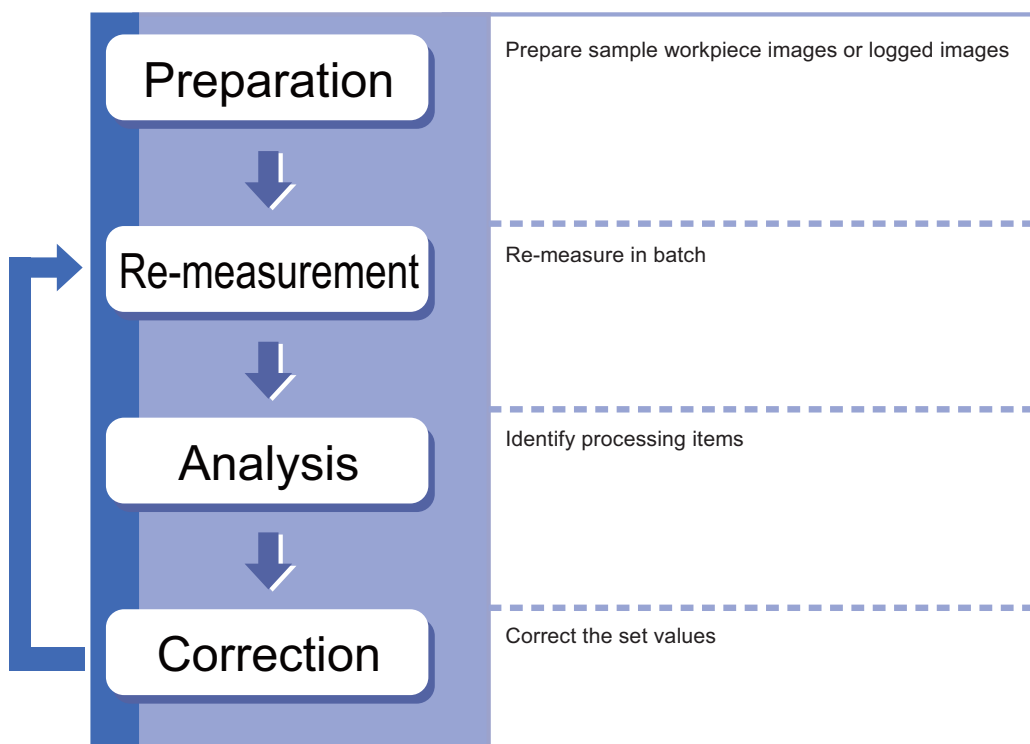 Preparation
Prepare sample workpiece images or logged images
Re-measurement
Re-measure in batch
Analysis
Identify processing items
Correction
Correct the set values